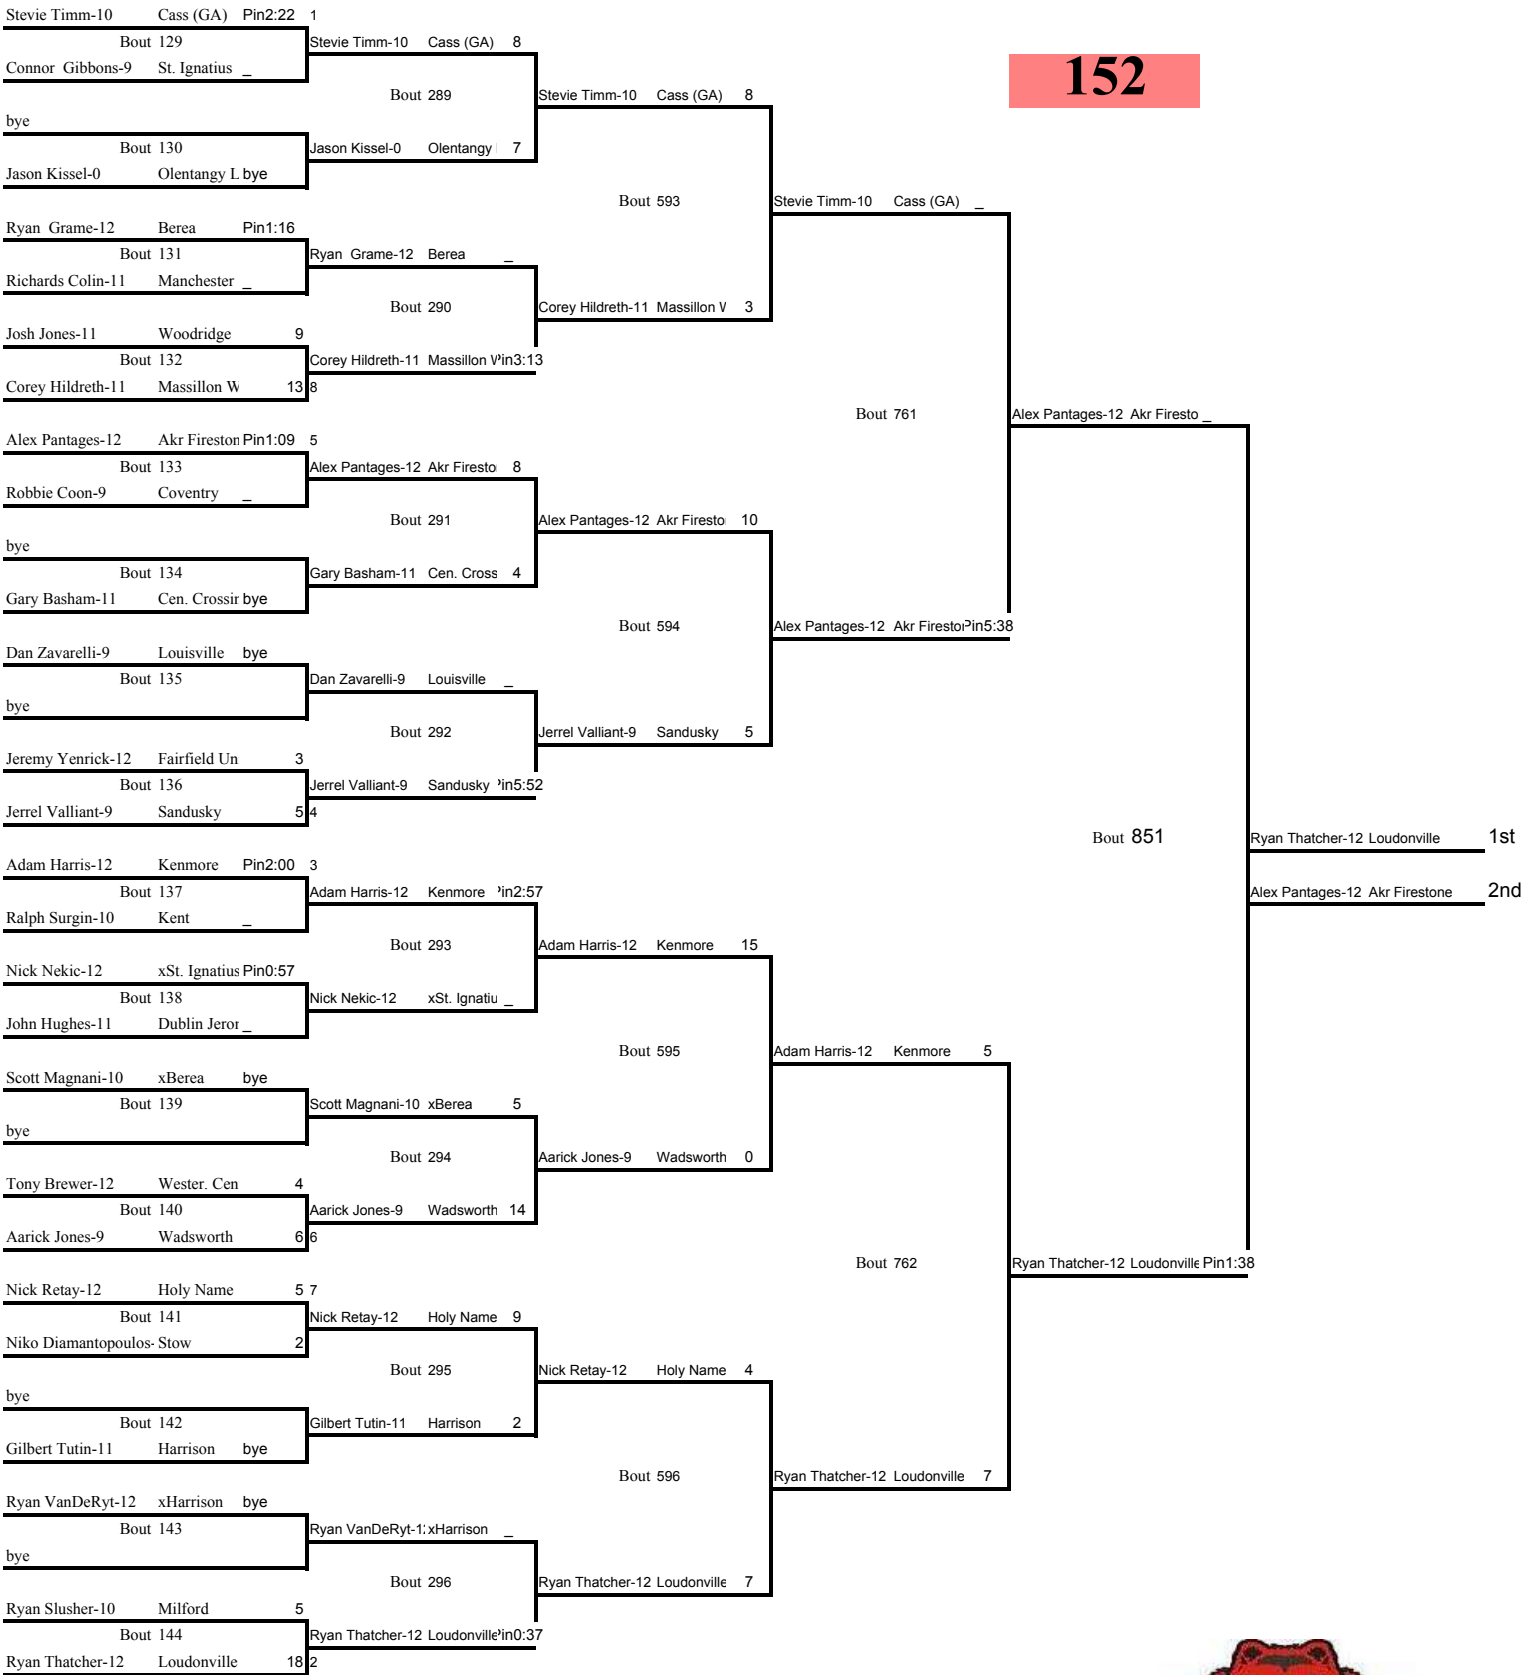 Stevie Timm-10 Cass (GA) Pin2:22 1
Bout 129
Connor Gibbons-9 St. Ignatius _
bye
Bout 130
Jason Kissel-0 Olentangy L bye
Ryan Grame-12 Berea Pin1:16
Bout 131
Richards Colin-11 Manchester _
Josh Jones-11 Woodridge 9
Bout 132
Corey Hildreth-11 Massillon W 13 8
Alex Pantages-12 Akr Fireston Pin1:09 5
Bout 133
Robbie Coon-9 Coventry _
bye
Bout 134
Gary Basham-11 Cen. Crossin bye
Dan Zavarelli-9 Louisville bye
Bout 135
bye
Jeremy Yenrick-12 Fairfield Un 3
Bout 136
Jerrel Valliant-9 Sandusky 5 4
Adam Harris-12 Kenmore Pin2:00 3
Bout 137
Ralph Surgin-10 Kent _
Nick Nekic-12 xSt. Ignatius Pin0:57
Bout 138
John Hughes-11 Dublin Jeror _
Scott Magnani-10 xBerea bye
Bout 139
bye
Tony Brewer-12 Wester. Cen 4
Bout 140
Aarick Jones-9 Wadsworth 6 6
Nick Retay-12 Holy Name 5 7
Bout 141
Niko Diamantopoulos- Stow 2
bye
Bout 142
Gilbert Tutin-11 Harrison bye
Ryan VanDeRyt-12 xHarrison bye
Bout 143
bye
Ryan Slusher-10 Milford 5
Bout 144
Ryan Thatcher-12 Loudonville 18 2
Stevie Timm-10 Cass (GA) 8
Bout 289
Jason Kissel-0 Olentangy 7
Ryan Grame-12 Berea _
Bout 290
Corey Hildreth-11 Massillon W Pin3:13
Alex Pantages-12 Akr Firesto 8
Bout 291
Gary Basham-11 Cen. Cross 4
Dan Zavarelli-9 Louisville _
Bout 292
Jerrel Valliant-9 Sandusky Pin5:52
Adam Harris-12 Kenmore Pin2:57
Bout 293
Nick Nekic-12 xSt. Ignatiu _
Scott Magnani-10 xBerea 5
Bout 294
Aarick Jones-9 Wadsworth 14
Nick Retay-12 Holy Name 9
Bout 295
Gilbert Tutin-11 Harrison 2
Ryan VanDeRyt-12 xHarrison _
Bout 296
Ryan Thatcher-12 Loudonville Pin0:37
Stevie Timm-10 Cass (GA) 8
Bout 593
Corey Hildreth-11 Massillon W 3
Alex Pantages-12 Akr Firesto 10
Bout 594
Jerrel Valliant-9 Sandusky 5
Adam Harris-12 Kenmore 15
Bout 595
Aarick Jones-9 Wadsworth 0
Nick Retay-12 Holy Name 4
Bout 596
Ryan Thatcher-12 Loudonville 7
Stevie Timm-10 Cass (GA) _
Bout 761
Alex Pantages-12 Akr Firestor Pin5:38
Adam Harris-12 Kenmore 5
Bout 762
Ryan Thatcher-12 Loudonville 7
152
Alex Pantages-12 Akr Firesto _
Bout 851
Ryan Thatcher-12 Loudonville Pin1:38
Ryan Thatcher-12 Loudonville 1st
Alex Pantages-12 Akr Firestone 2nd